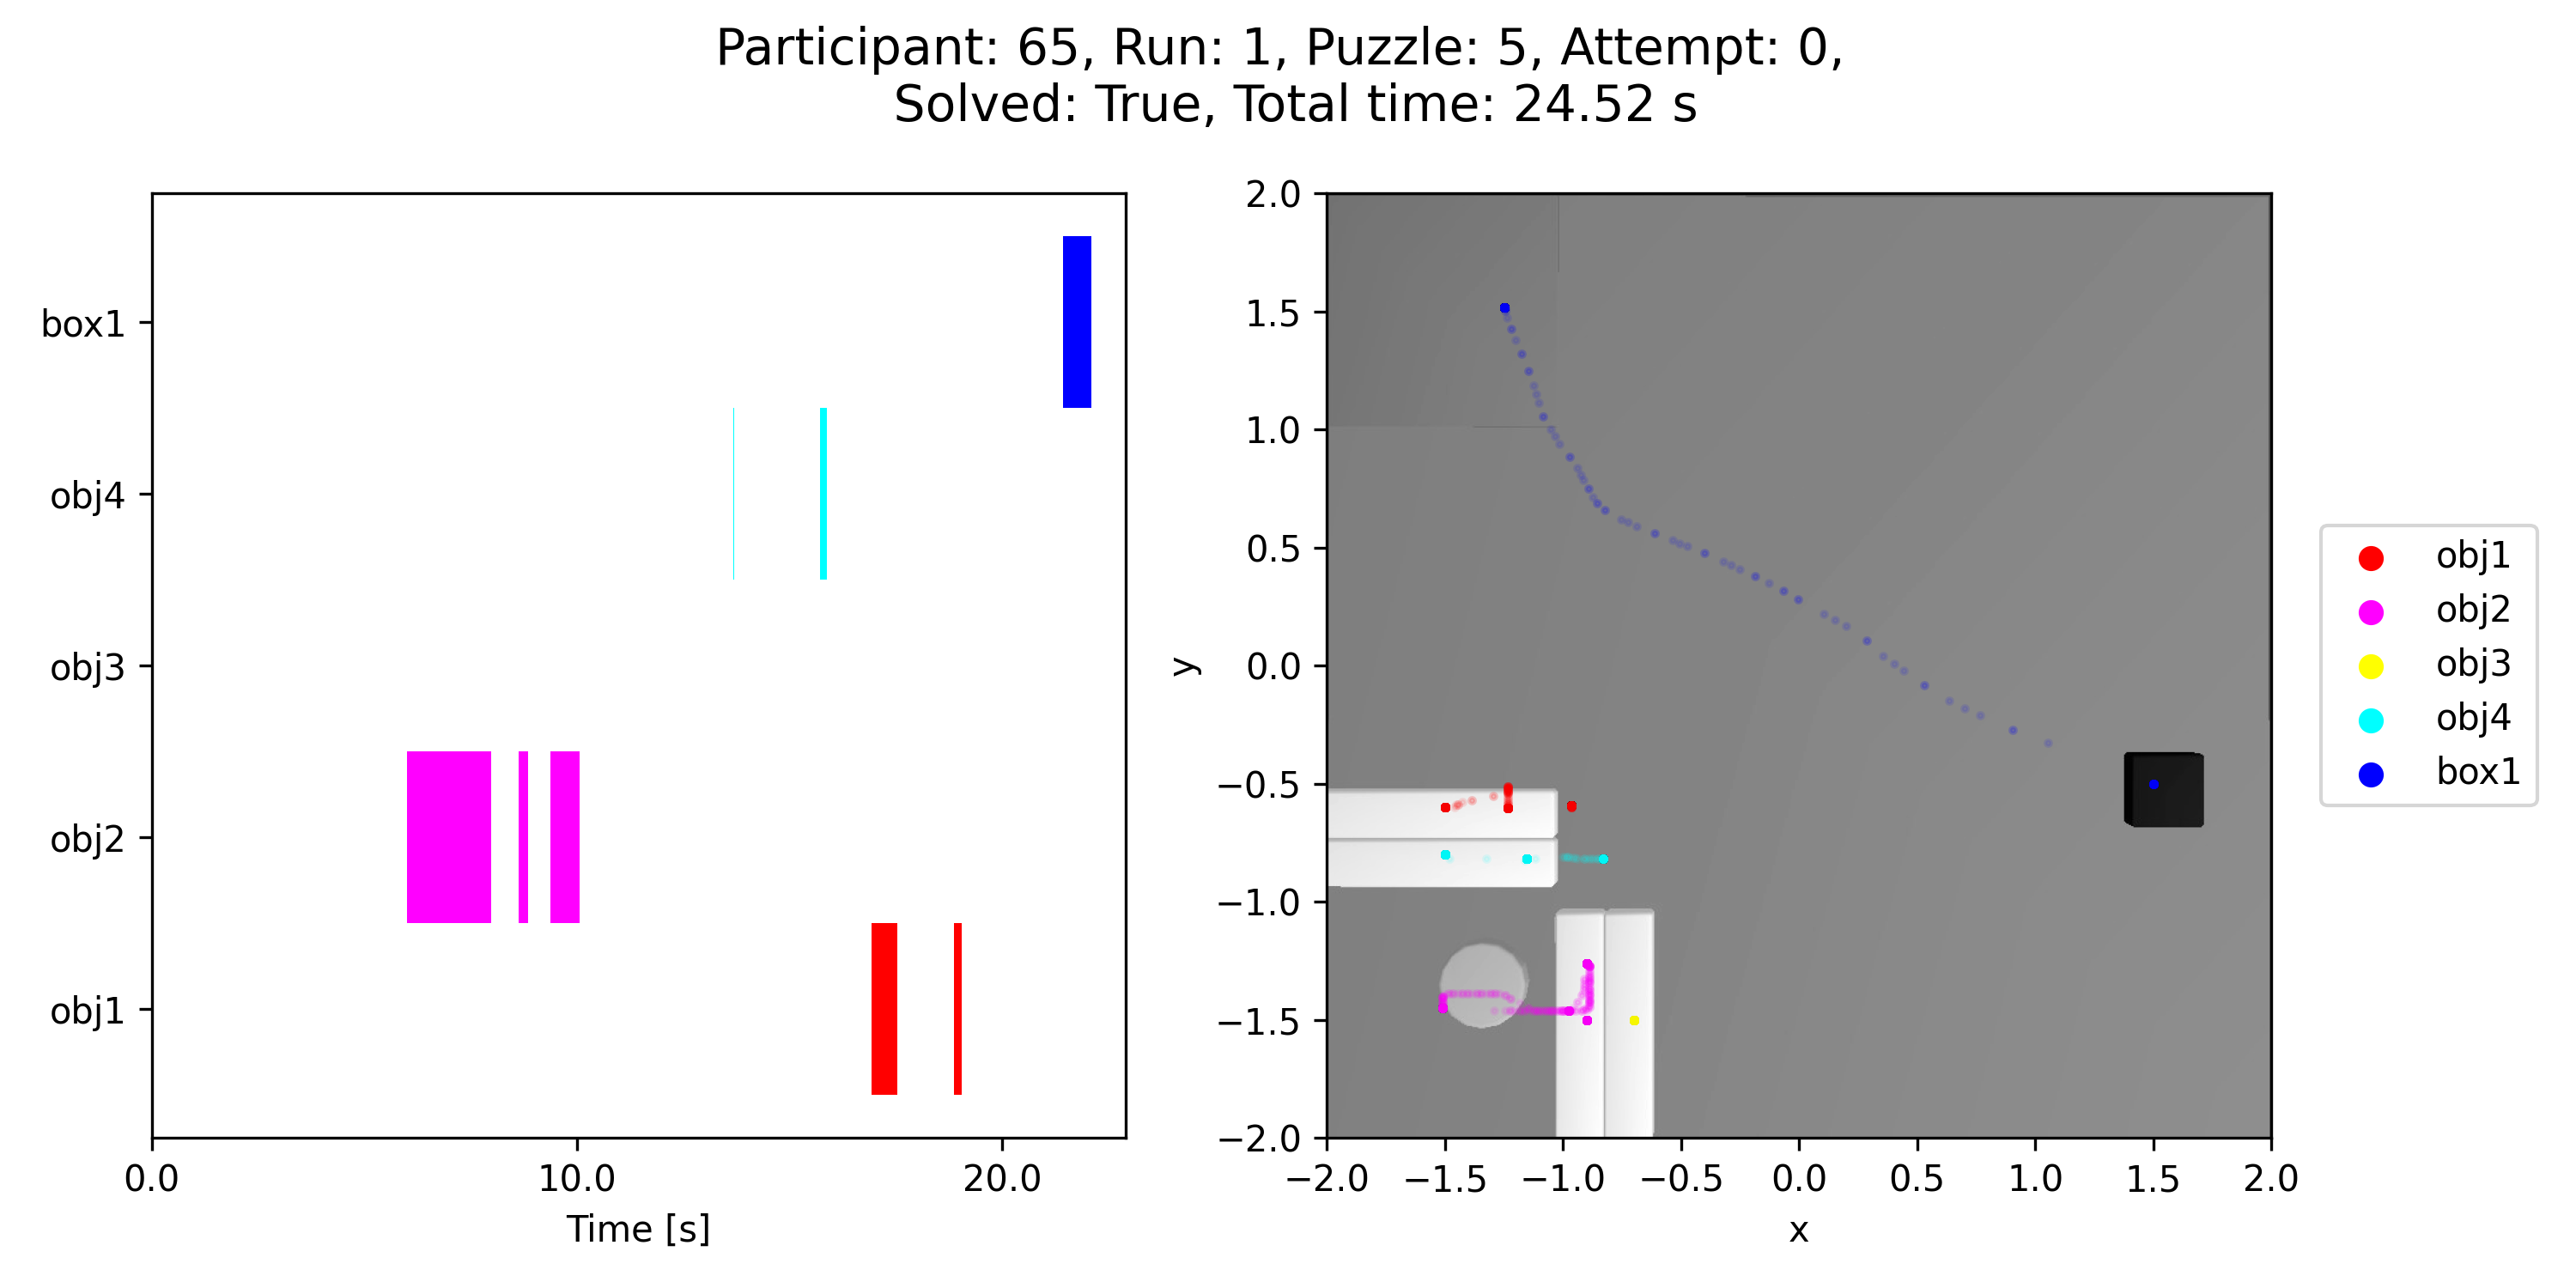 Participant: 65, Run: 1, Puzzle: 5, Attempt: 0,
Solved: True, Total time: 24.52 s
box1
obj4
obj3
obj2
obj1
0.0 10.0 20.0
Time [s]
2.0
1.5
1.0
0.5
0.0
−0.5
−1.0
−1.5
−2.0
y
−2.0 −1.5 −1.0 −0.5 0.0 0.5 1.0 1.5 2.0
x
obj1
obj2
obj3
obj4
box1